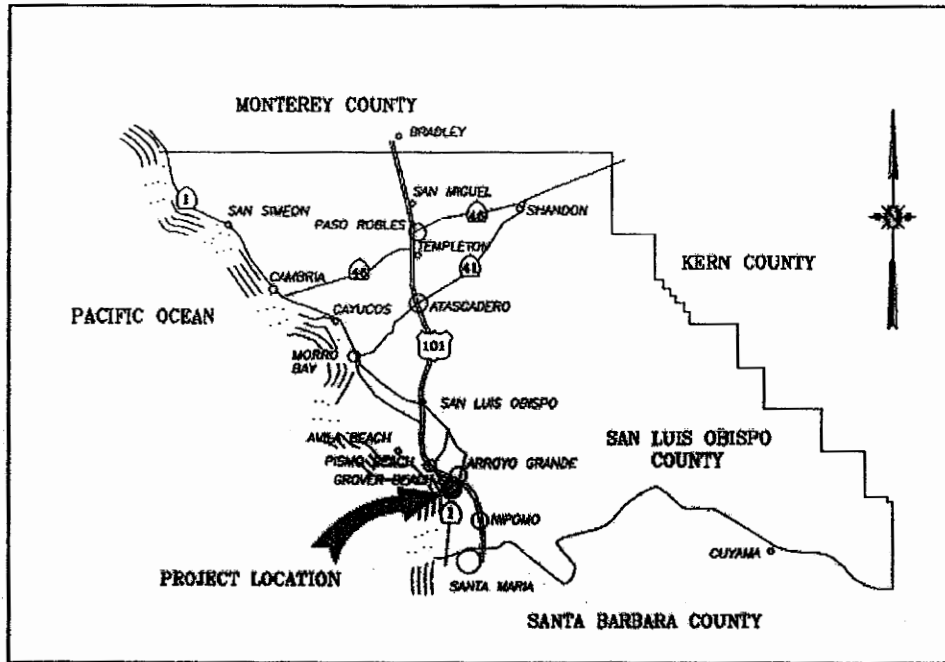 MONTEREY COUNTY
BRADLEY
1
SAN MIGUEL
SAN SIMEON
PASO ROBLES
46
SHANDON
TEMPLETON
KERN COUNTY
46
41
CAMBRIA
PACIFIC OCEAN
CAYUCOS
ATASCADERO
101
MORRO
BAY
SAN LUIS OBISPO
AVILA BEACH
SAN LUIS OBISPO
COUNTY
PISMO BEACH
ARROYO GRANDE
GROVER BEACH
1
NIPOMO
CUYAMA
PROJECT LOCATION
SANTA MARIA
SANTA BARBARA COUNTY
N